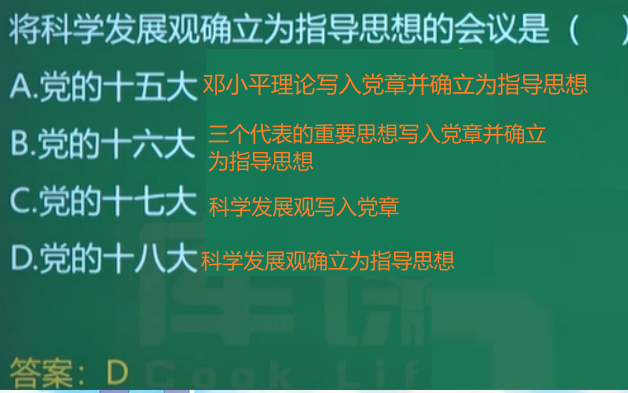 将科学发展观确立为指导思想的会议是（ ）
A.党的十五大 邓小平理论写入党章并确立为指导思想
B.党的十六大 三个代表的重要思想写入党章并确立
为指导思想
C.党的十七大 科学发展观写入党章
D.党的十八大 科学发展观确立为指导思想
库课
Cook Lif
答案：D